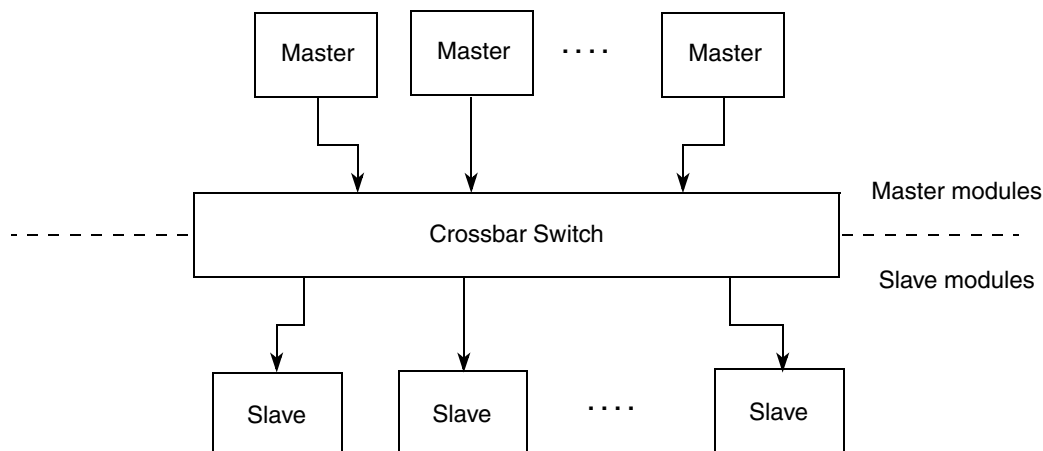 Master
Master
....
Master
Master modules
Crossbar Switch
Slave modules
Slave
Slave
....
Slave